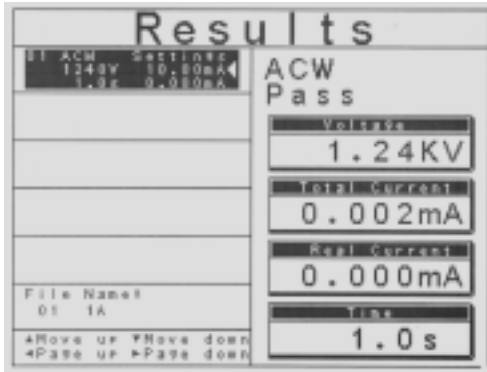 Results
01 ACW Settings
1240V 10.00mA◄
1.0s 0.000mA
ACW
Pass
Voltage
1.24KV
Total Current
0.002mA
Real Current
0.000mA
Time
1.0s
File Name:
01 1A
▲Move up ▼Move down
◄Page up ►Page down